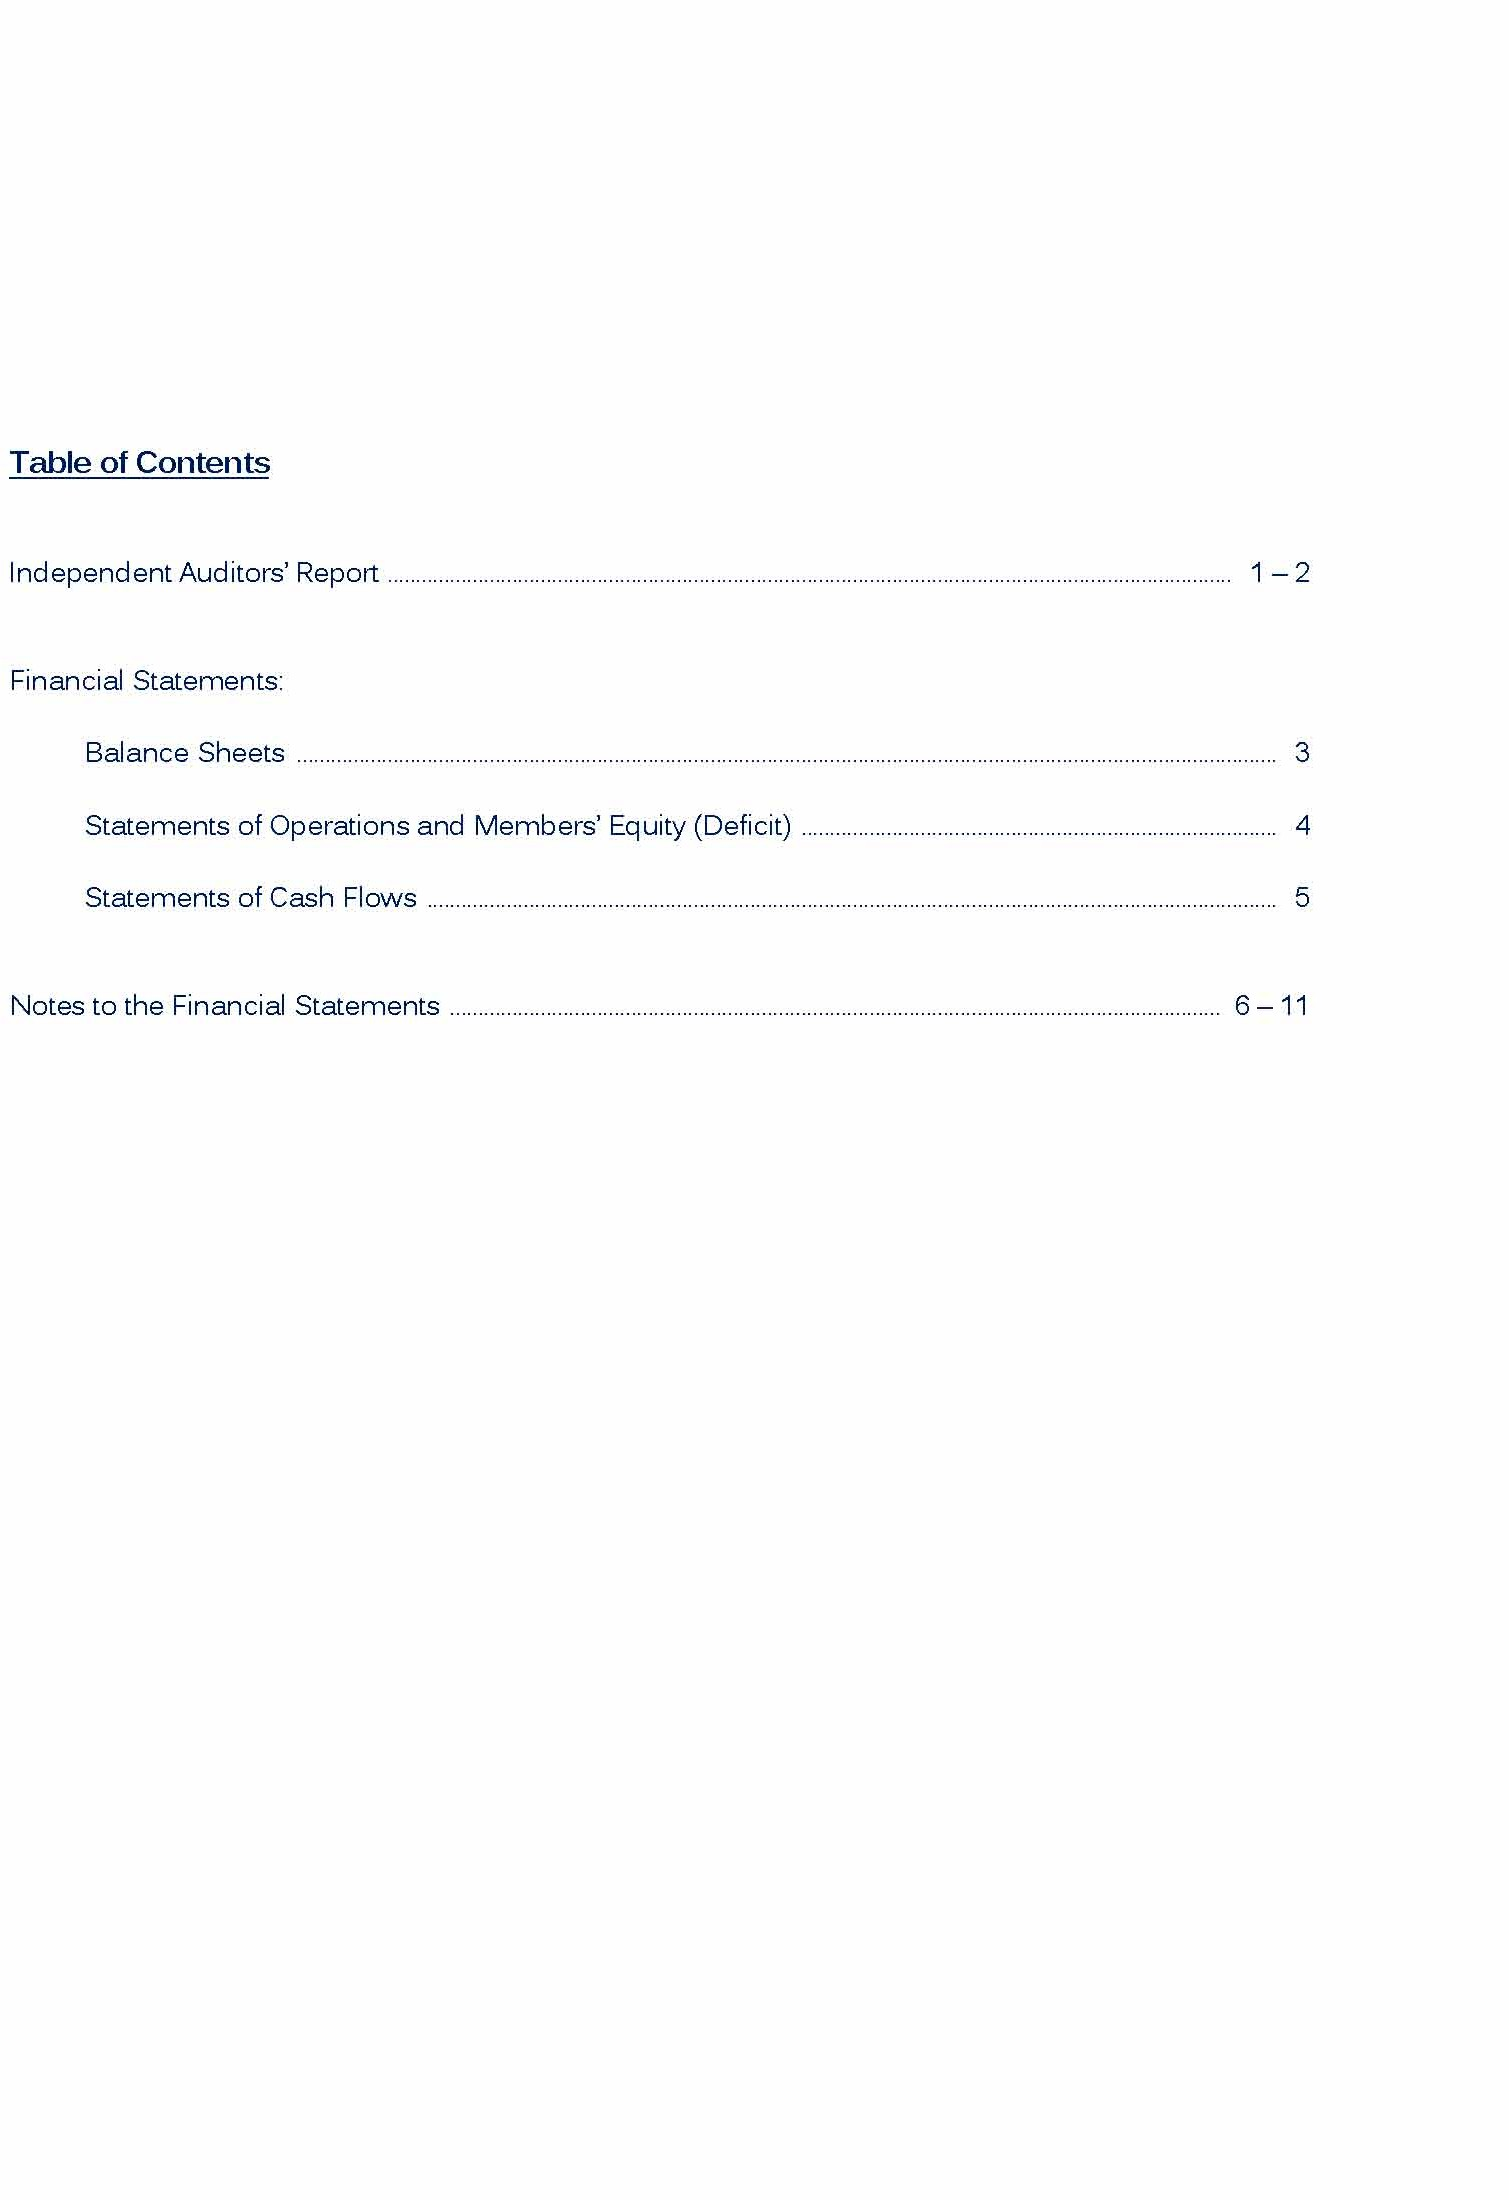 Table of Contents
Independent Auditors’ Report ................................................................ 1 – 2
Financial Statements:
Balance Sheets ................................................................ 3
Statements of Operations and Members’ Equity (Deficit) ................................................................ 4
Statements of Cash Flows ................................................................ 5
Notes to the Financial Statements ................................................................ 6 – 11